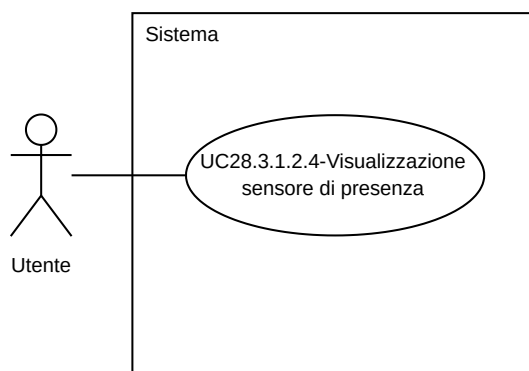 Sistema
UC28.3.1.2.4-Visualizzazione
sensore di presenza
Utente